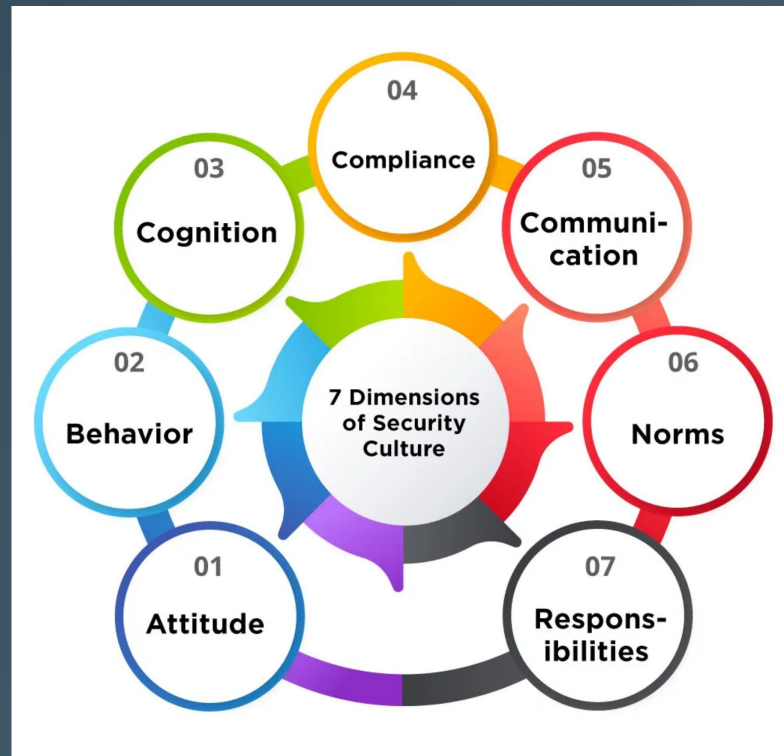 04
Compliance
03
Cognition
05
Communi-
cation
02
Behavior
7 Dimensions
of Security
Culture
06
Norms
01
Attitude
07
Respons-
ibilities